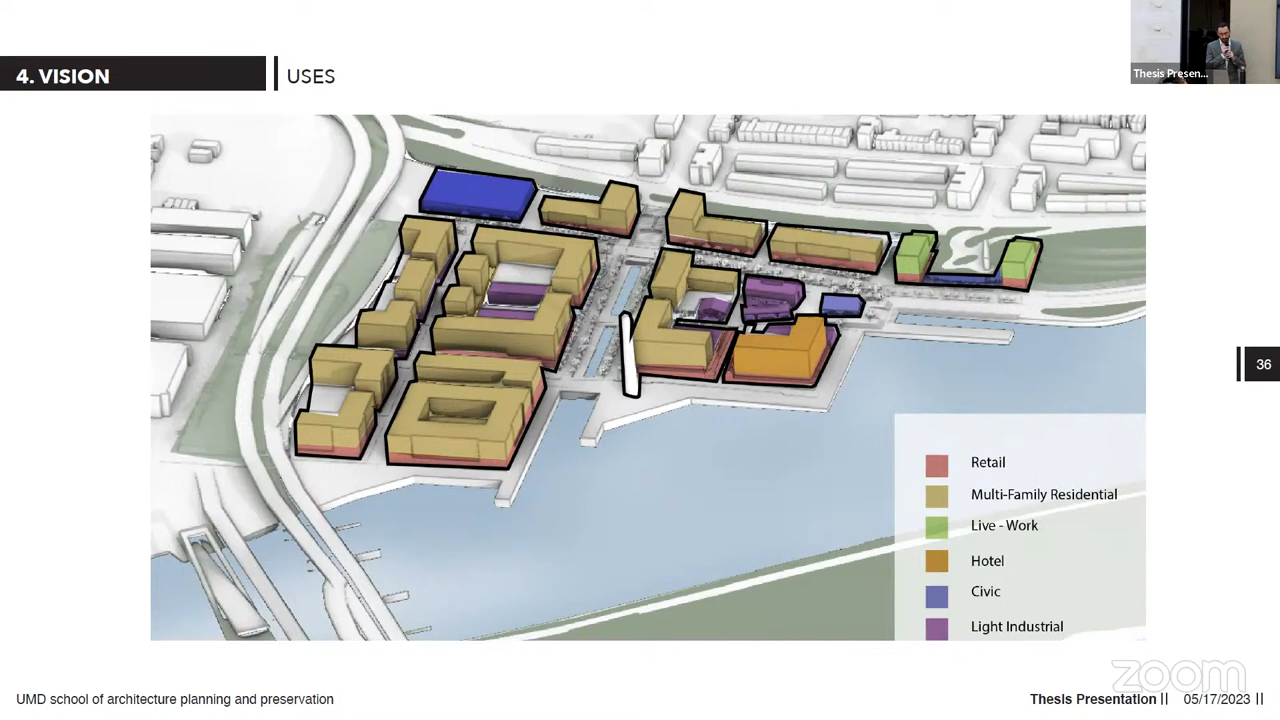 4. VISION
USES
Thesis Presen...
36
Retail
Multi-Family Residential
Live - Work
Hotel
Civic
Light Industrial
zoom
UMD school of architecture planning and preservation
Thesis Presentation || 05/17/2023 ||